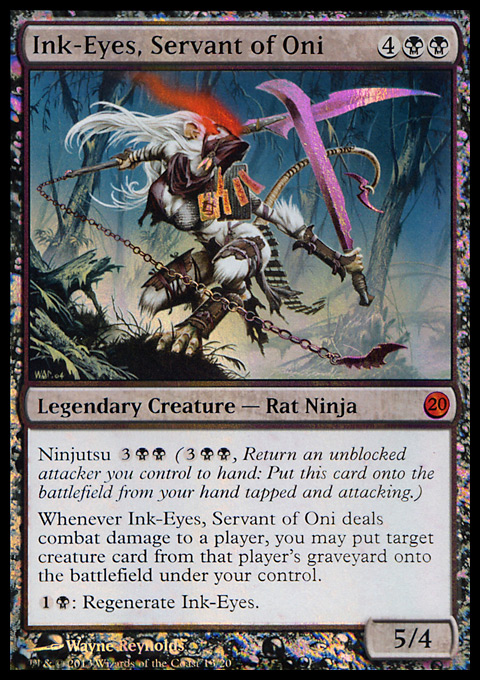 Ink-Eyes, Servant of Oni 4
Legendary Creature — Rat Ninja 20
Ninjutsu 3 (3, Return an unblocked
attacker you control to hand: Put this card onto the
battlefield from your hand tapped and attacking.)
Whenever Ink-Eyes, Servant of Oni deals
combat damage to a player, you may put target
creature card from that player's graveyard onto
the battlefield under your control.
1: Regenerate Ink-Eyes.
Wayne Reynolds
5/4
Wizards of the Coast